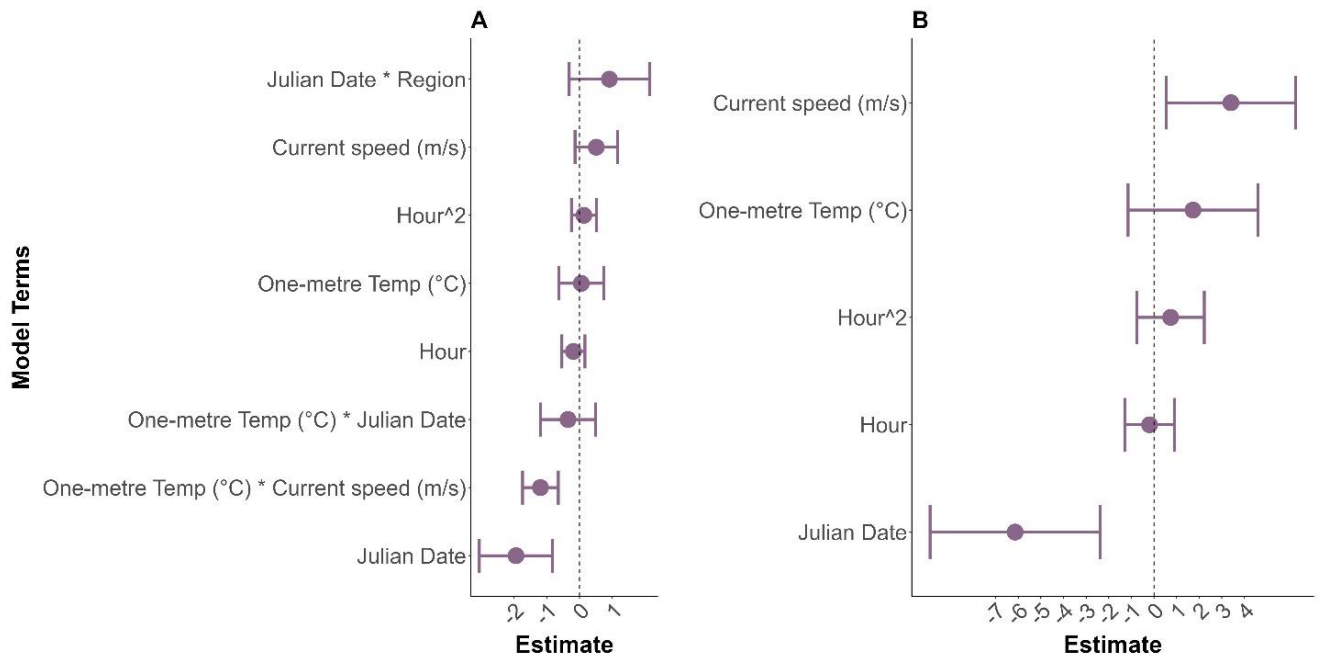 A
Model Terms
Julian Date * Region
Current speed (m/s)
Hour^2
One-metre Temp (°C)
Hour
One-metre Temp (°C) * Julian Date
One-metre Temp (°C) * Current speed (m/s)
Julian Date
-2 -1 0 1
Estimate
B
Current speed (m/s)
One-metre Temp (°C)
Hour^2
Hour
Julian Date
-7 -6 -5 -4 -3 -2 -1 0 1 2 3 4
Estimate